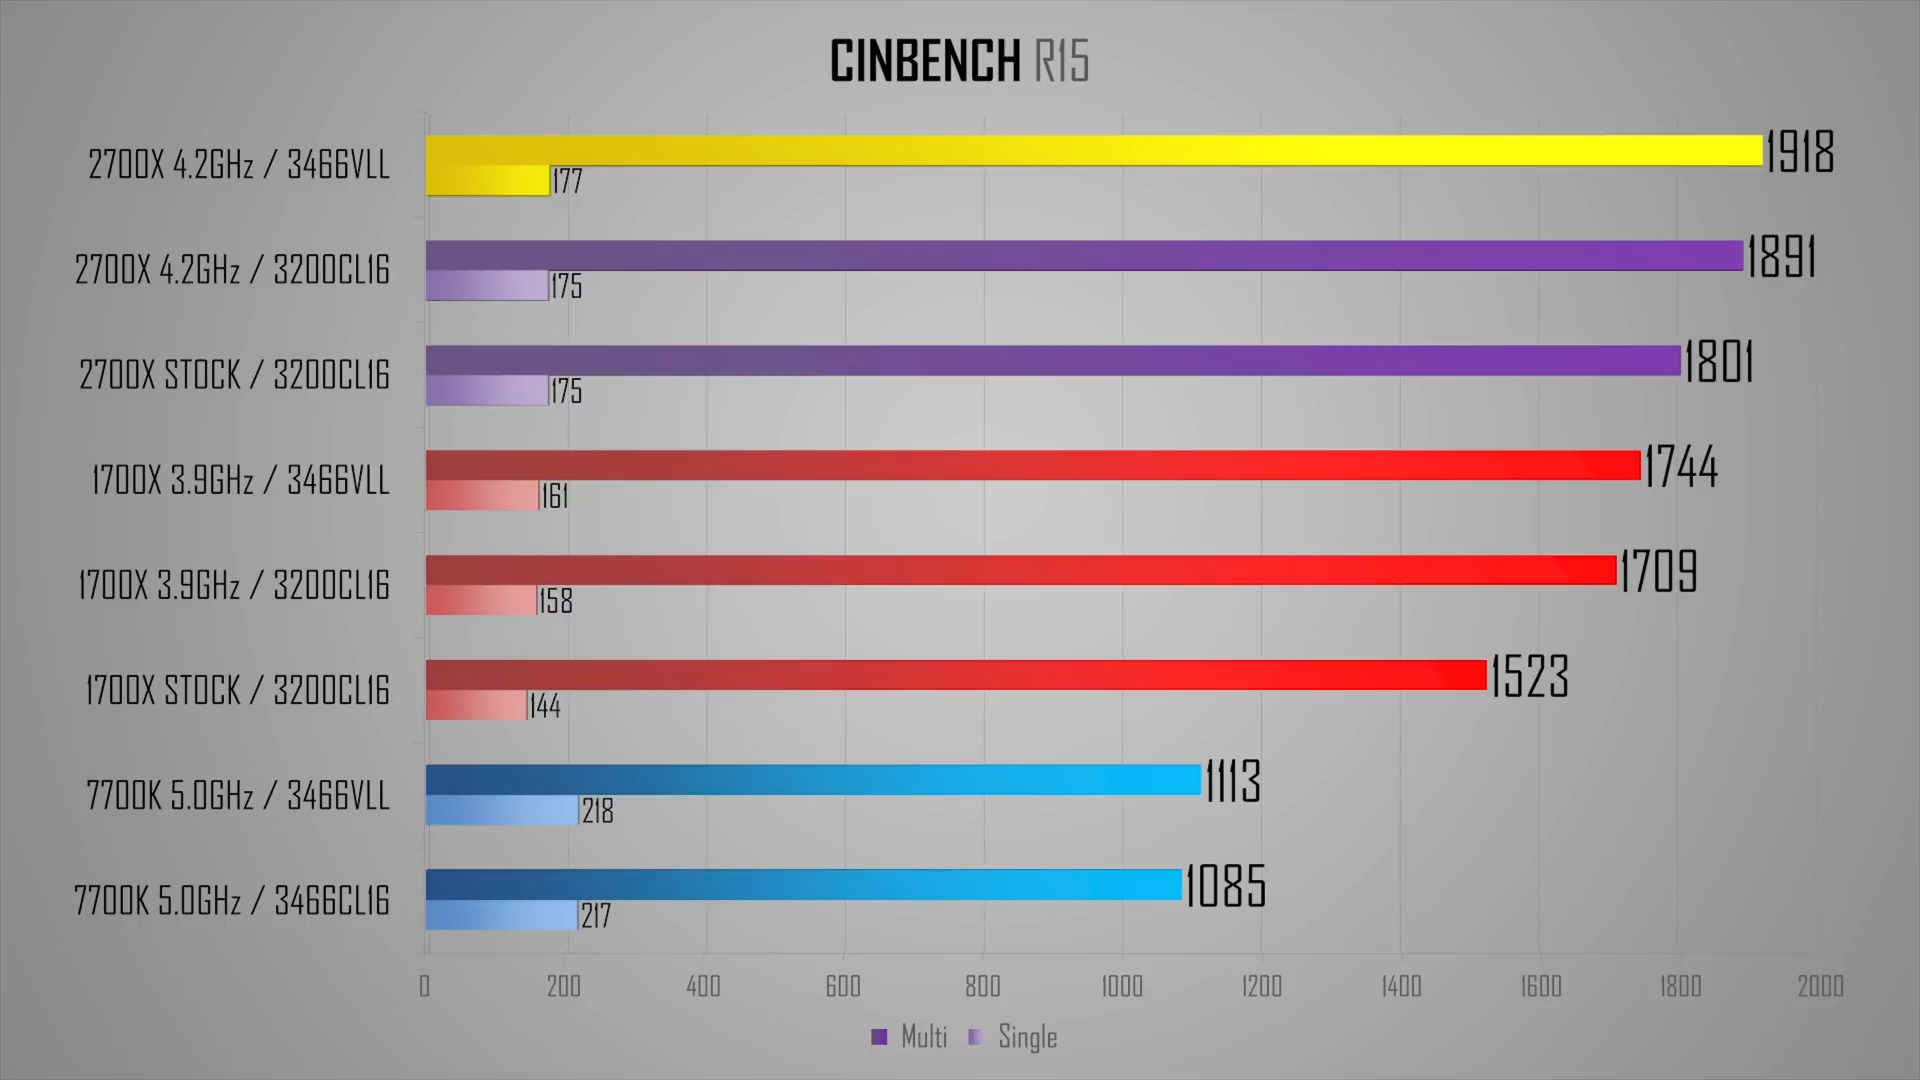 CINBENCH R15
2700X 4.2GHz / 3466VLL
1918
177
2700X 4.2GHz / 3200CL16
1891
175
2700X STOCK / 3200CL16
1801
175
1700X 3.9GHz / 3466VLL
1744
161
1700X 3.9GHz / 3200CL16
1709
158
1700X STOCK / 3200CL16
1523
144
7700K 5.0GHz / 3466VLL
1113
218
7700K 5.0GHz / 3466CL16
1085
217
0 200 400 600 800 1000 1200 1400 1600 1800 2000
Multi Single